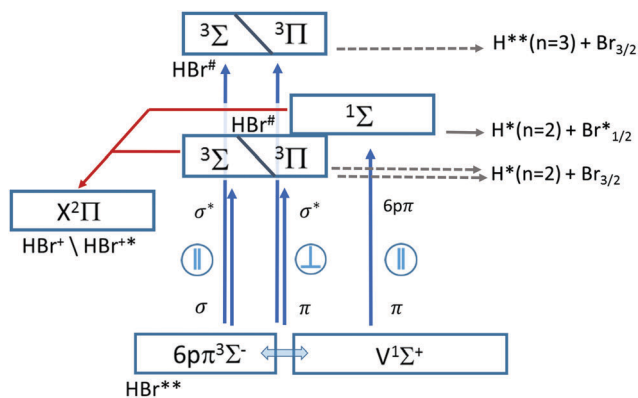 ³Σ ³Π
H**(n=3) + Br₃/₂
HBr#
HBr#
¹Σ
H*(n=2) + Br*₁/₂
³Σ ³Π
H*(n=2) + Br₃/₂
X²Π
HBr⁺ \ HBr⁺*
σ* σ* 6pπ
|| ⊥ ||
σ π π
6pπ³Σ⁻ V¹Σ⁺
HBr**